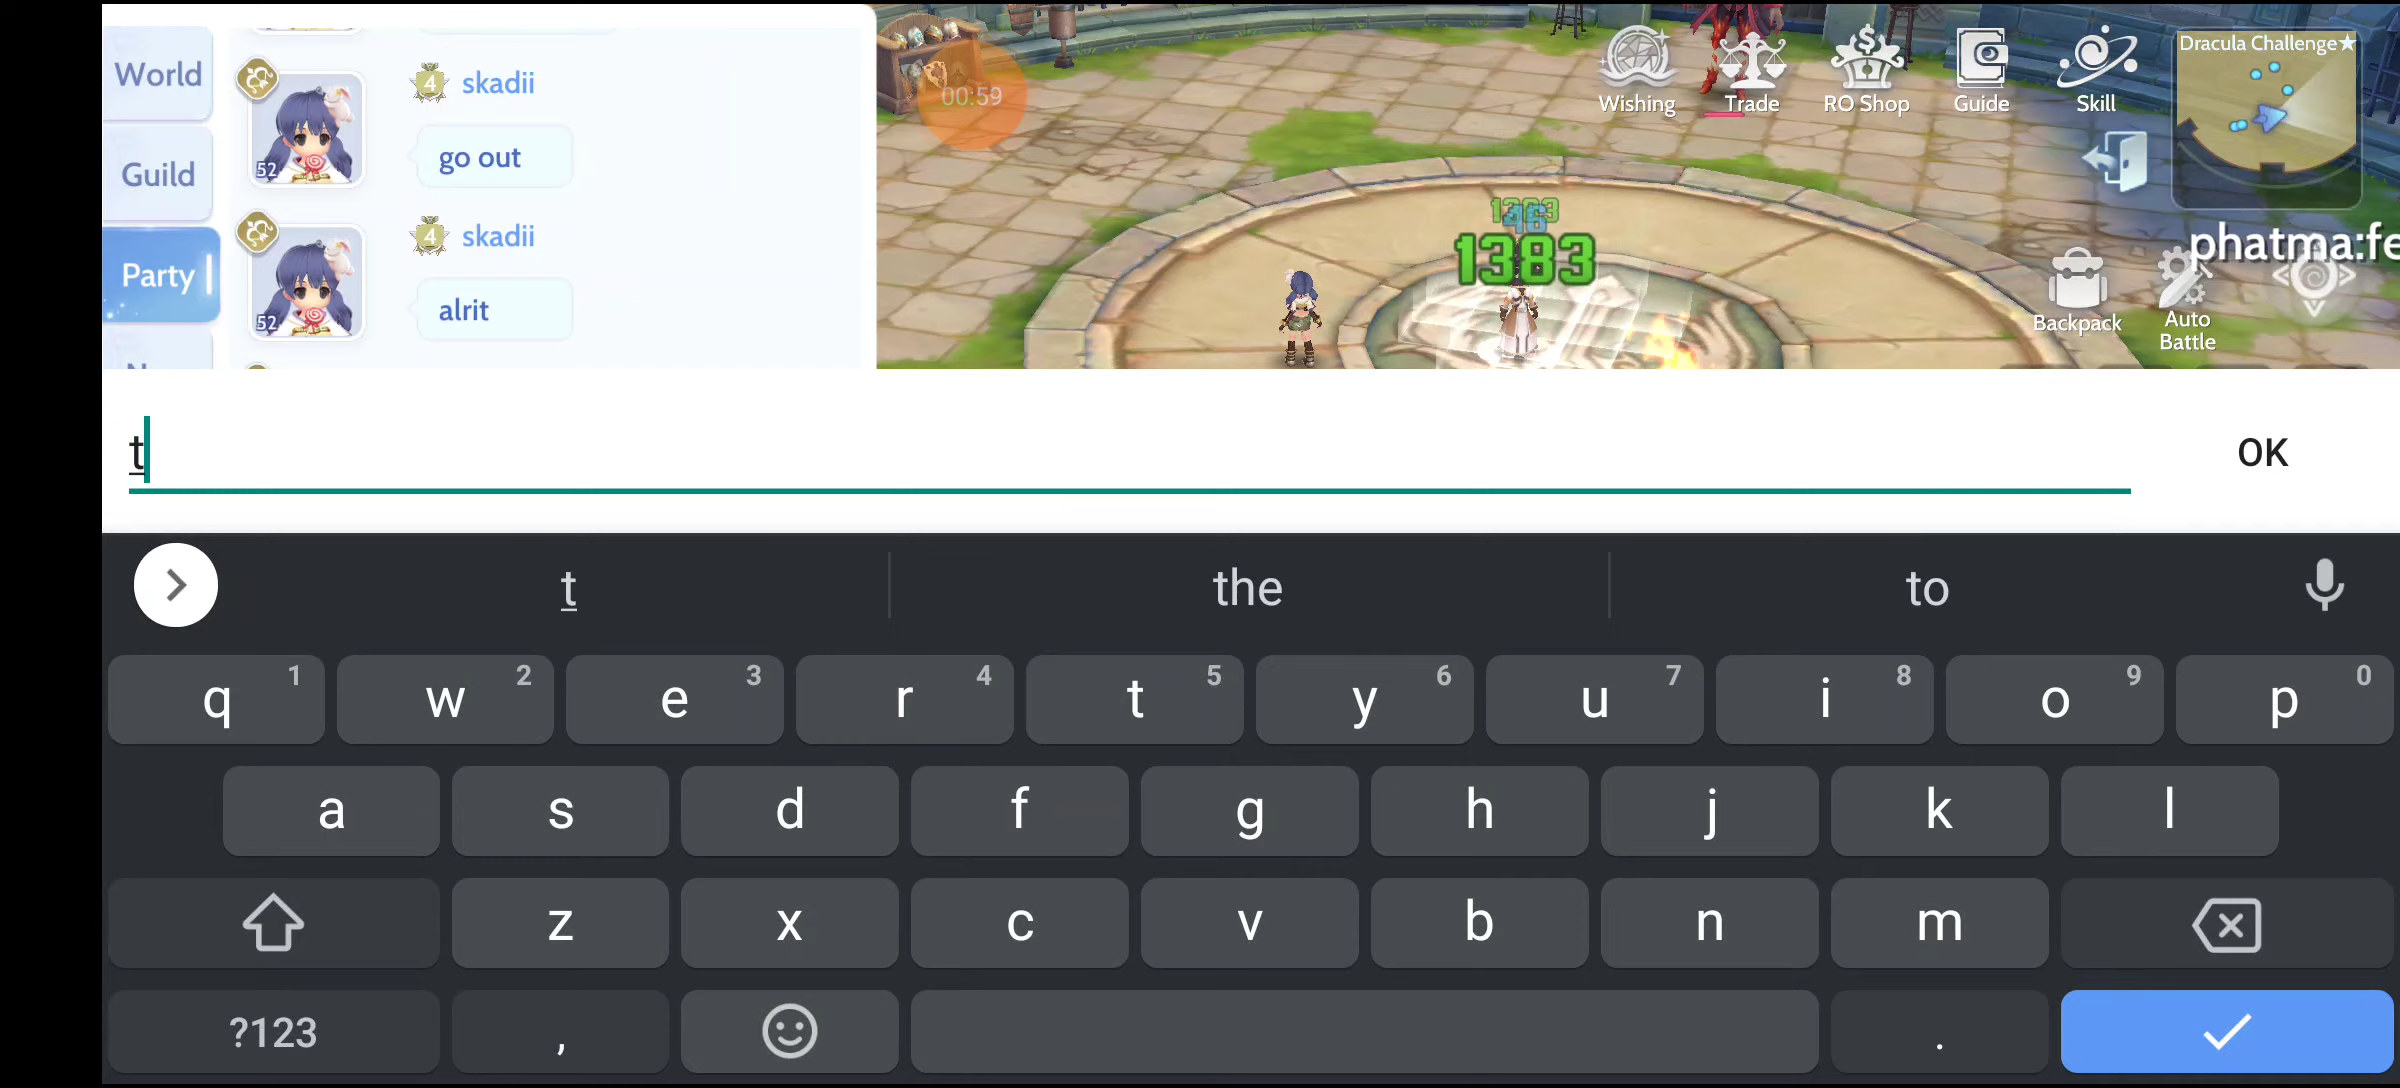 World
Guild
Party
4 skadii
go out
52
4 skadii
alrit
52
00:59
Wishing
Trade
RO Shop
Guide
Skill
Dracula Challenge★
1383
46
1383
phatma:fe
Backpack
Auto
Battle
t
OK
t the to
q 1 w 2 e 3 r 4 t 5 y 6 u 7 i 8 o 9 p 0
a s d f g h j k l
z x c v b n m
?123 , .